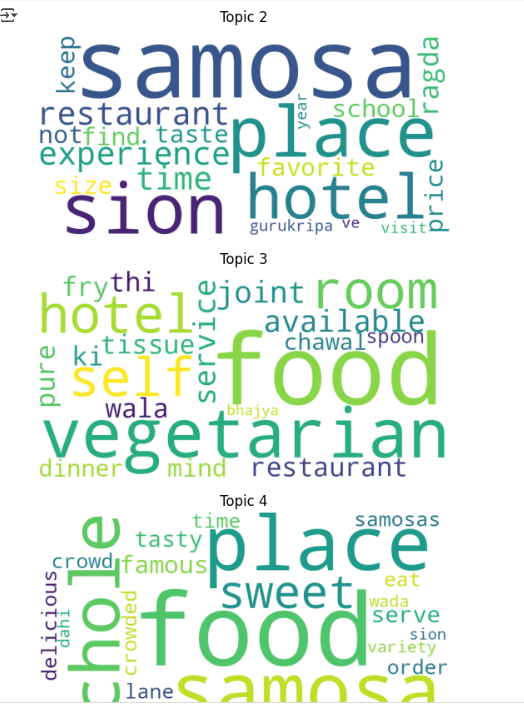 Topic 2
keep
samosa
ragda
restaurant
year
school
not find. taste
place
experience
favorite
size
time
hotel
price
sion
gurukripa ve visit
Topic 3
fry thi
service
joint
room
hotel
available
ki tissue
chawal spoon
pure
self
food
wala
bhajya
vegetarian
dinner mind restaurant
Topic 4
chole
time
samosas
tasty
place
crowd
famous
sweet
eat
delicious
dahi
crowded
food
wada
serve
sion
variety
order
lane
samosa